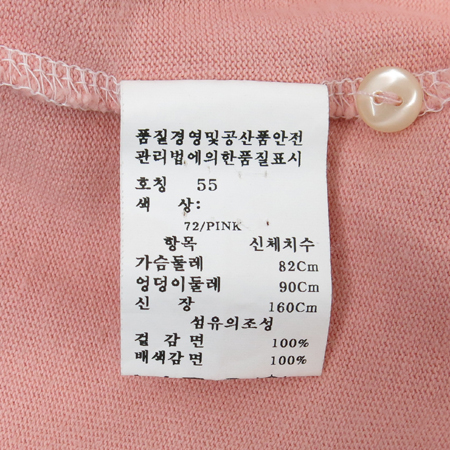 품질경영및공산품안전
관리법에의한품질표시
호칭 55
색 상:
72/PINK
항목 신체치수
가슴둘레 82Cm
엉덩이둘레 90Cm
신 장 160Cm
섬유의조성
겉감면 100%
배색감면 100%